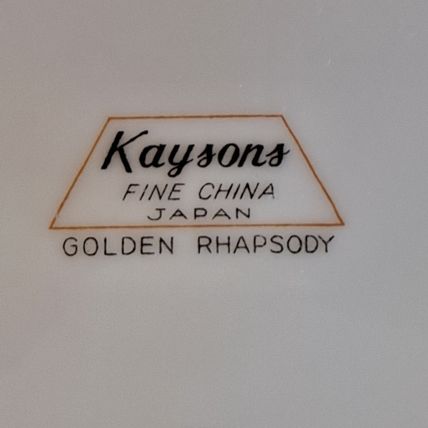 Kaysons
FINE CHINA
JAPAN
GOLDEN RHAPSODY